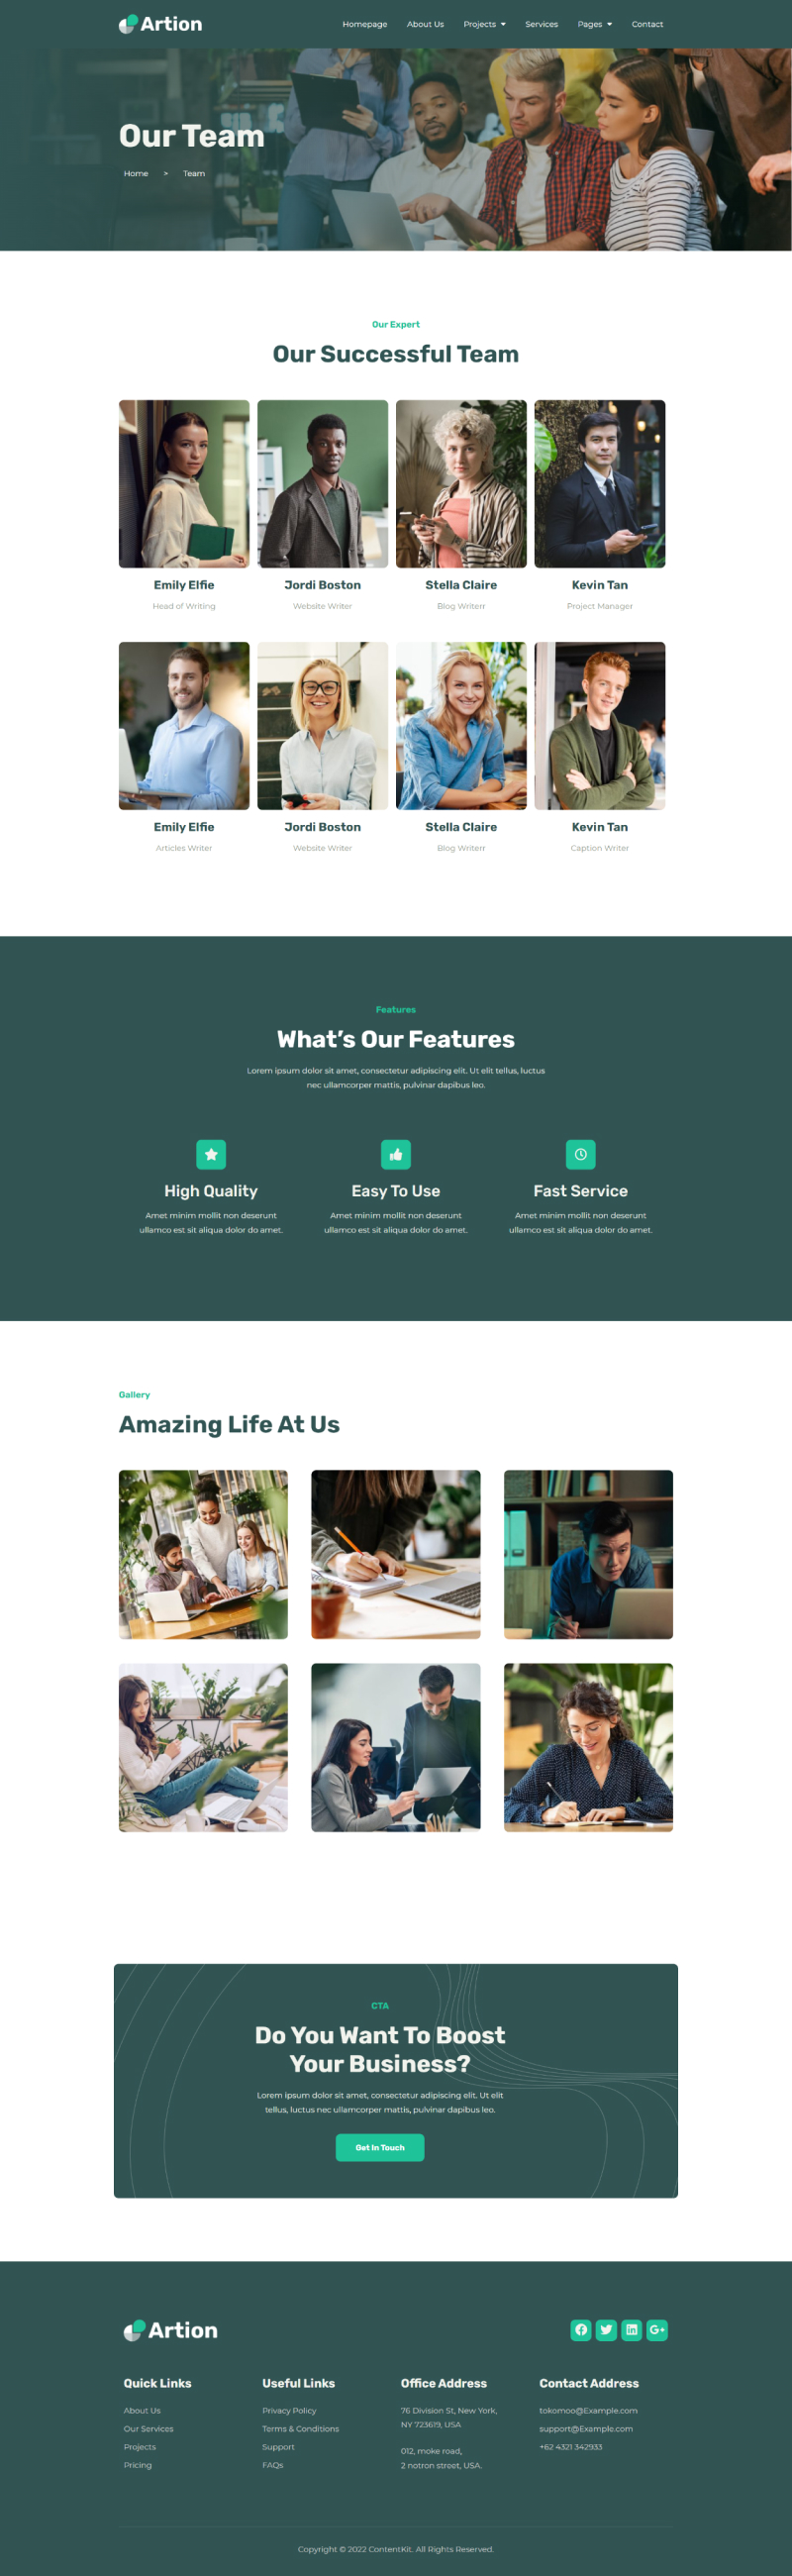 Artion
Homepage
About Us
Projects
Services
Pages
Contact
Our Team
Home > Team
Our Expert
Our Successful Team
Emily Elfie
Head of Writing
Jordi Boston
Website Writer
Stella Claire
Blog Writerr
Kevin Tan
Project Manager
Emily Elfie
Articles Writer
Jordi Boston
Website Writer
Stella Claire
Blog Writerr
Kevin Tan
Caption Writer
Features
What's Our Features
Lorem ipsum dolor sit amet, consectetur adipiscing elit. Ut elit tellus, luctus
nec ullamcorper mattis, pulvinar dapibus leo.
High Quality
Amet minim mollit non deserunt
ullamco est sit aliqua dolor do amet.
Easy To Use
Amet minim mollit non deserunt
ullamco est sit aliqua dolor do amet.
Fast Service
Amet minim mollit non deserunt
ullamco est sit aliqua dolor do amet.
Gallery
Amazing Life At Us
CTA
Do You Want To Boost
Your Business?
Lorem ipsum dolor sit amet, consectetur adipiscing elit. Ut elit
tellus, luctus nec ullamcorper mattis, pulvinar dapibus leo.
Get In Touch
Artion
Quick Links
About Us
Our Services
Projects
Pricing
Useful Links
Privacy Policy
Terms & Conditions
Support
FAQs
Office Address
76 Division St, New York,
NY 723619, USA
012, moke road,
2 notron street, USA.
Contact Address
tokomoo@Example.com
support@Example.com
+62 4321 342933
Copyright © 2022 ContentKit. All Rights Reserved.